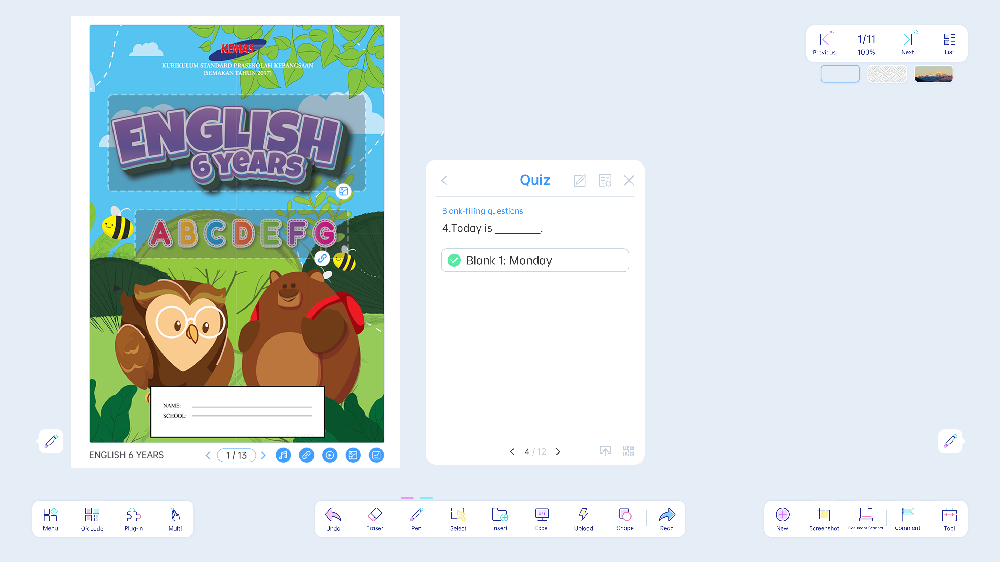 KEMAS
KURIKULUM STANDARD PRASEKOLAH KEBANGSAAN
(SEMAKAN TAHUN 2017)
ENGLISH
6 YeARS
A B C D E F G
NAME:
SCHOOL:
ENGLISH 6 YEARS
1 / 13
Quiz
Blank-filling questions
4.Today is ________.
Blank 1: Monday
4 / 12
x2
1/11
x2
Previous
100%
Next
List
Menu
QR code
Plug-in
Multi
Undo
Eraser
Pen
Select
Insert
OPS
Excel
Upload
Shape
Redo
New
Screenshot
Document Scanner
Comment
Tool